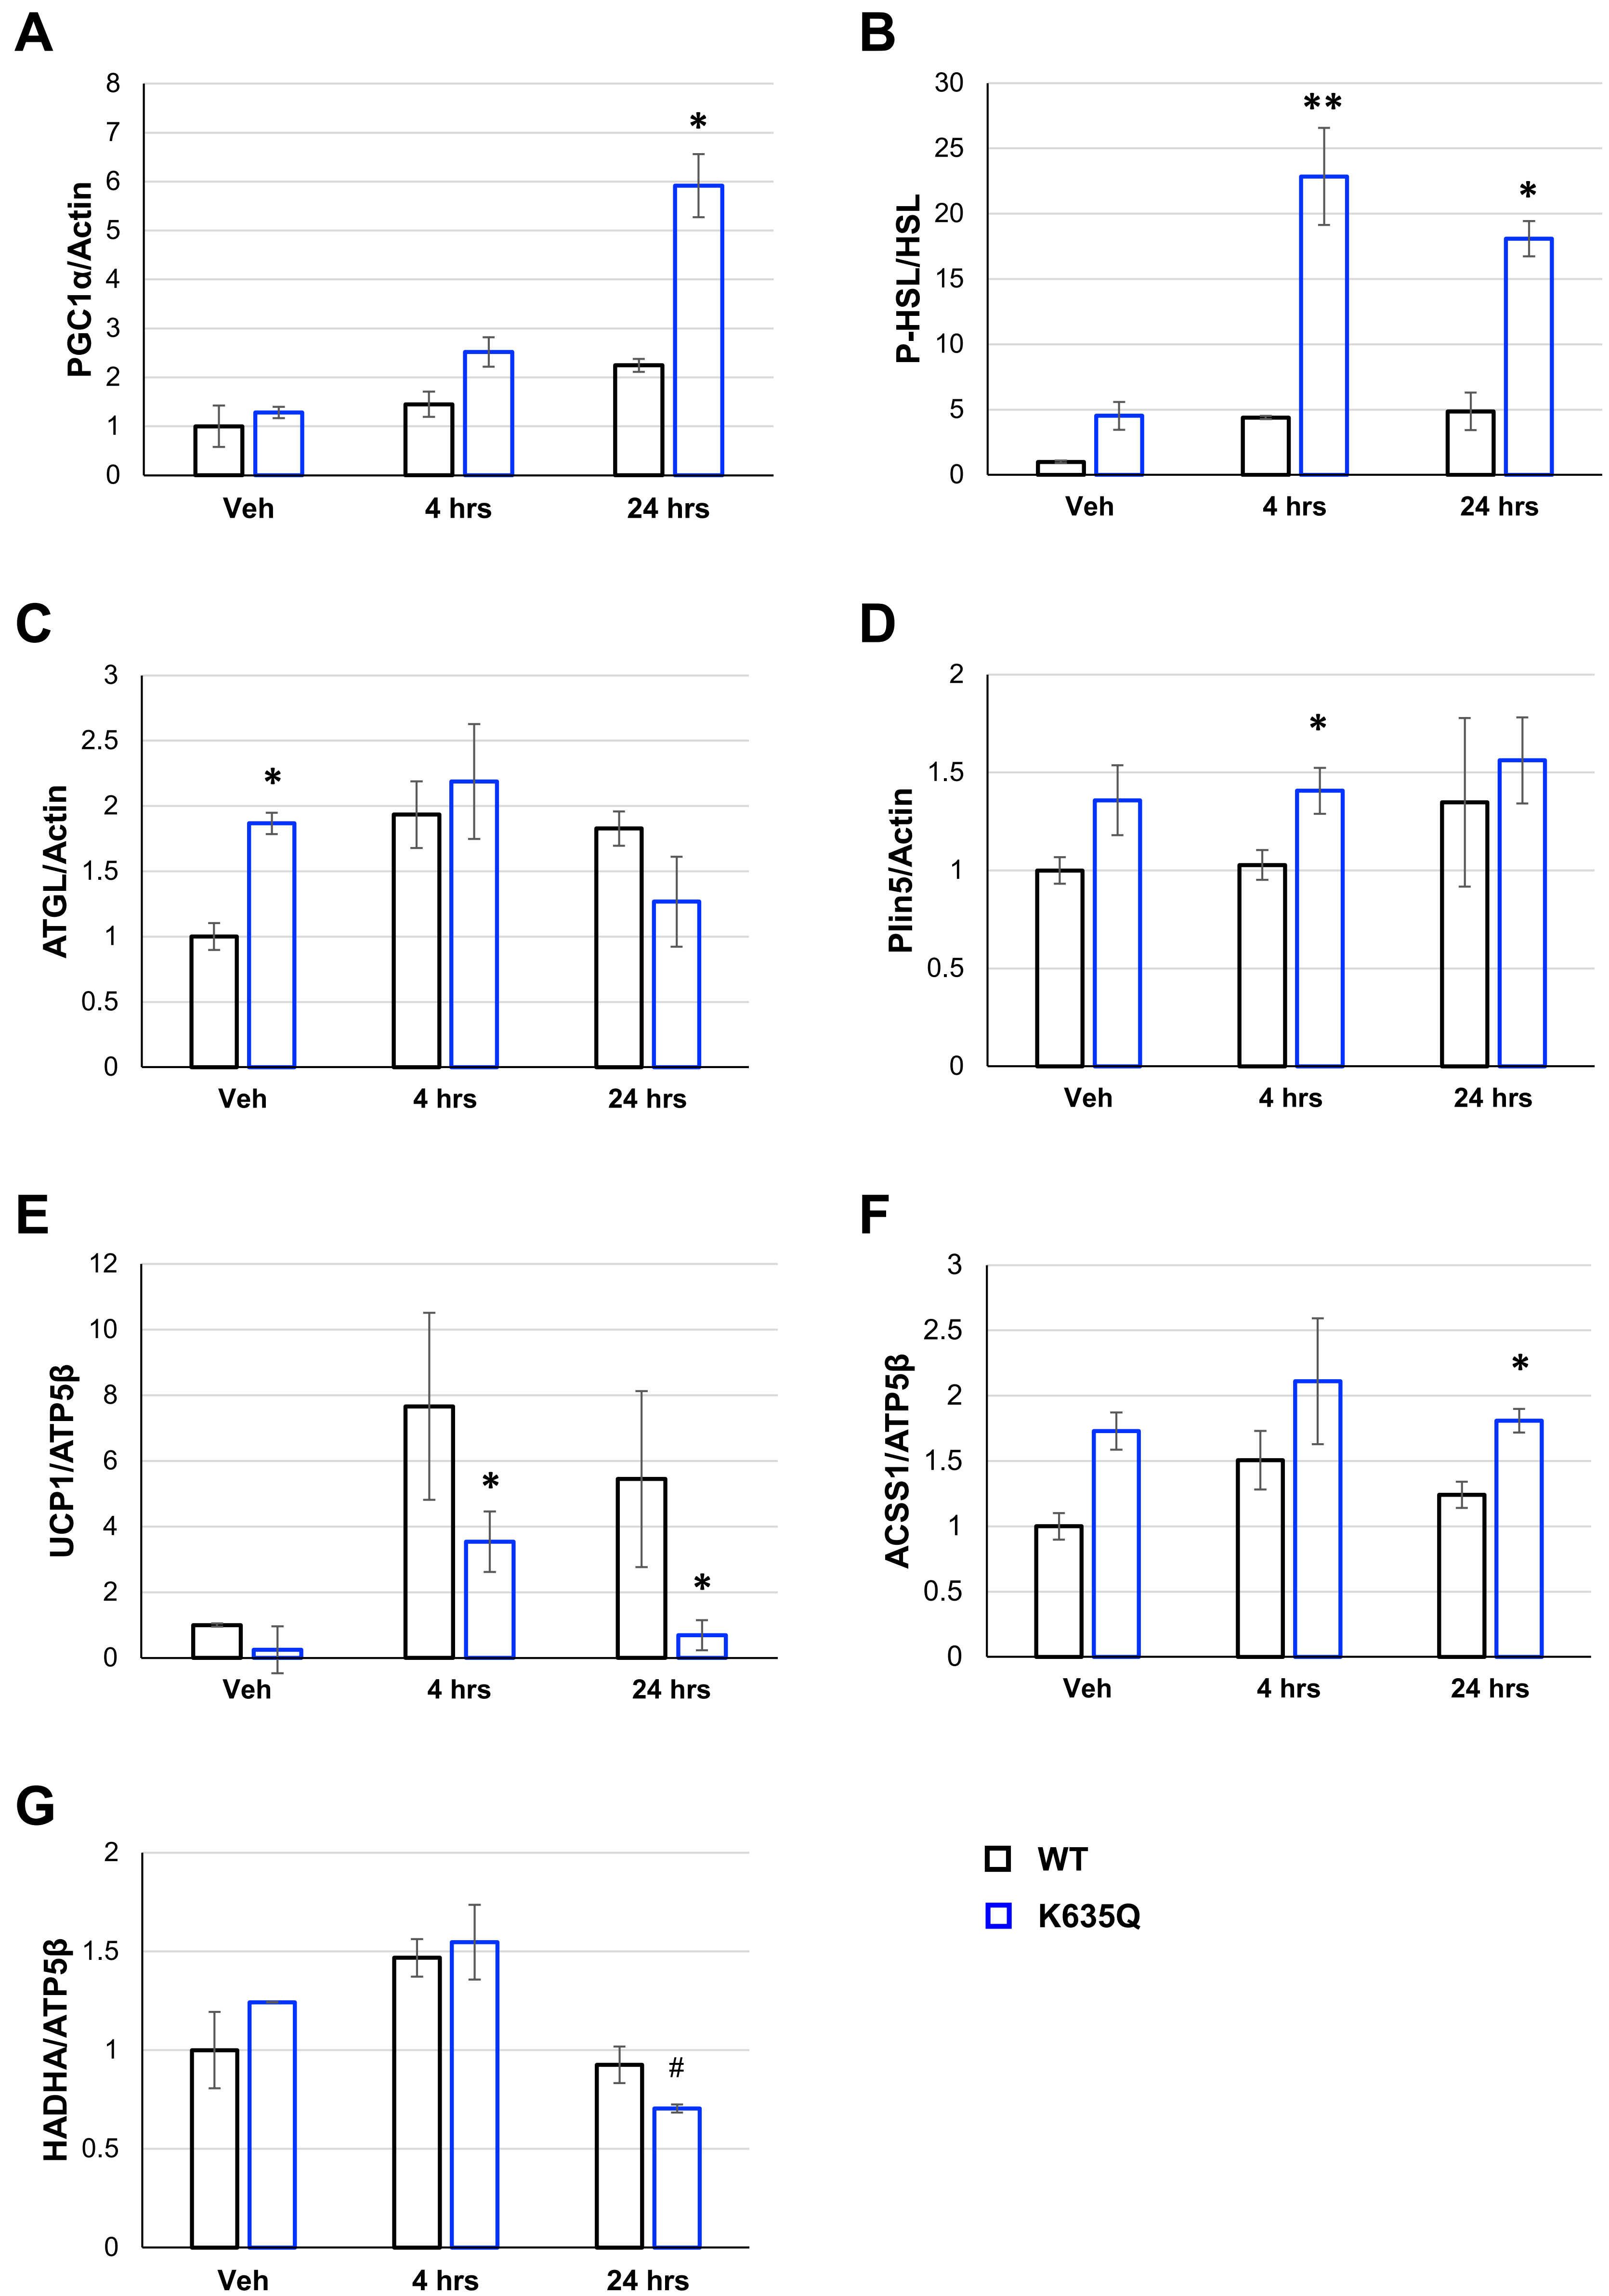 A
PGC1α/Actin
8
7
6
5
4
3
2
1
0
*
Veh 4 hrs 24 hrs
B
P-HSL/HSL
30
25
20
15
10
5
0
**
*
Veh 4 hrs 24 hrs
C
ATGL/Actin
3
2.5
2
1.5
1
0.5
0
*
Veh 4 hrs 24 hrs
D
Plin5/Actin
2
1.5
1
0.5
0
*
Veh 4 hrs 24 hrs
E
UCP1/ATP5β
12
10
8
6
4
2
0
*
*
Veh 4 hrs 24 hrs
F
ACSS1/ATP5β
3
2.5
2
1.5
1
0.5
0
*
Veh 4 hrs 24 hrs
G
HADHA/ATP5β
2
1.5
1
0.5
0
#
Veh 4 hrs 24 hrs
WT
K635Q